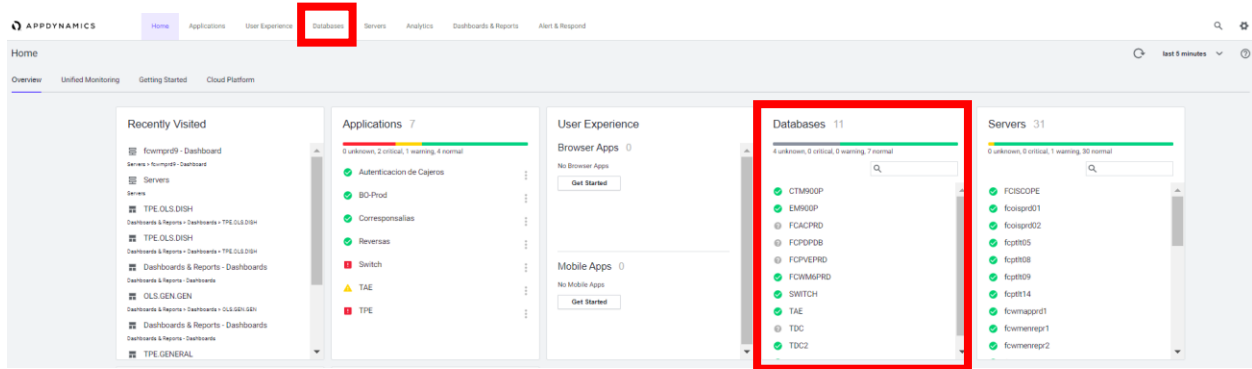 APPDYNAMICS
Home Applications User Experience Databases Servers Analytics Dashboards & Reports Alert & Respond
Home
last 5 minutes
Overview Unified Monitoring Getting Started Cloud Platform
Recently Visited
fcwmprd9 - Dashboard
Servers > fcwmprd9 - Dashboard
Servers
Servers
TPE.OLS.DISH
Dashboards & Reports > Dashboards > TPE.OLS.DISH
TPE.OLS.DISH
Dashboards & Reports > Dashboards > TPE.OLS.DISH
Dashboards & Reports - Dashboards
Dashboards & Reports - Dashboards
OLS.GEN.GEN
Dashboards & Reports > Dashboards > OLS.GEN.GEN
Dashboards & Reports - Dashboards
Dashboards & Reports - Dashboards
TPE.GENERAL
Applications 7
0 unknown, 2 critical, 1 warning, 4 normal
Autenticacion de Cajeros
BO-Prod
Corresponsalias
Reversas
Switch
TAE
TPE
User Experience
Browser Apps 0
No Browser Apps
Get Started
Mobile Apps 0
No Mobile Apps
Get Started
Databases 11
4 unknown, 0 critical, 0 warning, 7 normal
CTM900P
EM900P
FCACPRD
FCPDPDB
FCPVEPRD
FCWM6PRD
SWITCH
TAE
TDC
TDC2
Servers 31
0 unknown, 0 critical, 1 warning, 30 normal
FCISCOPE
fcoisprd01
fcoisprd02
fcptlt05
fcptlt08
fcptlt09
fcptlt14
fcwmapprd1
fcwmenrepr1
fcwmenrepr2